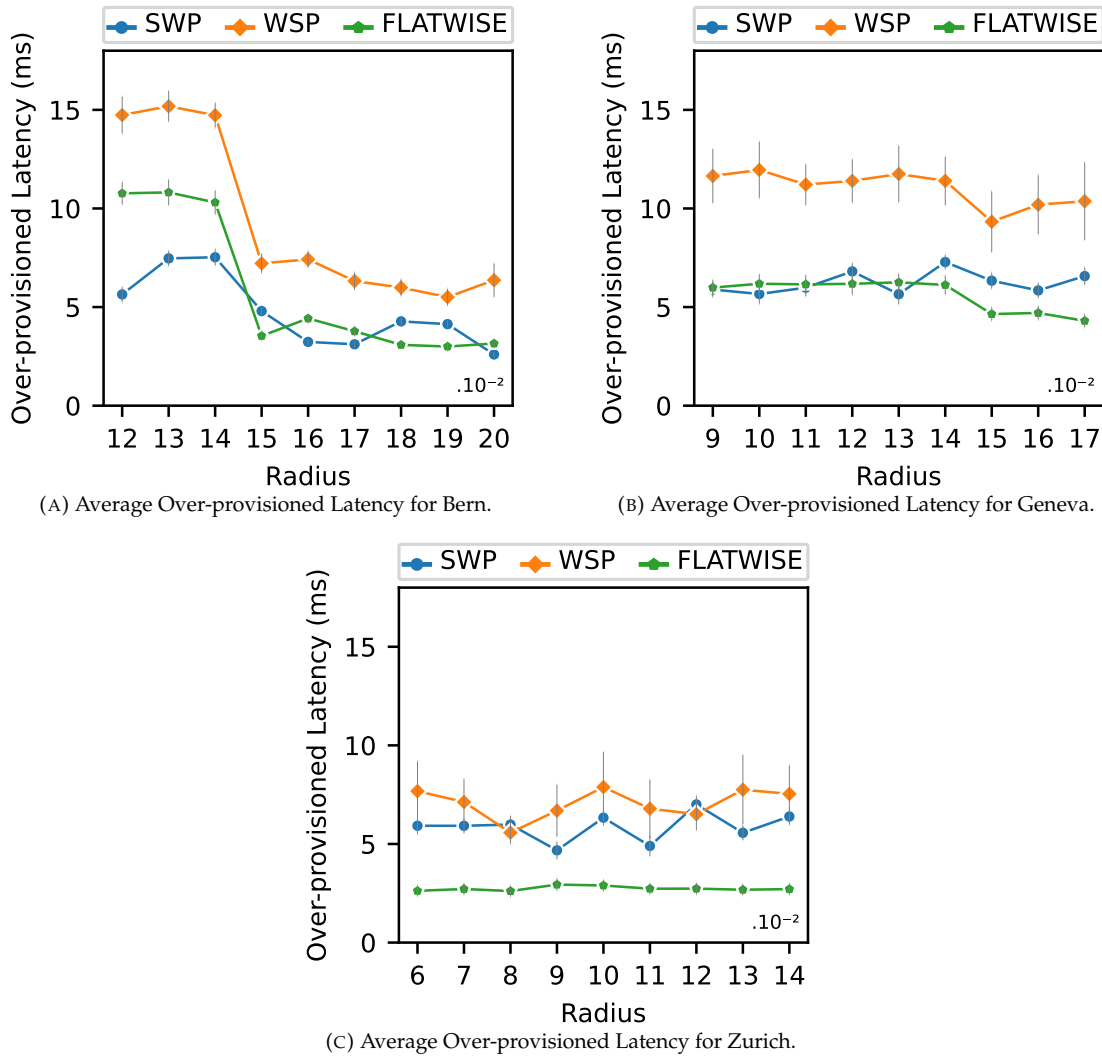 SWP WSP FLATWISE
Over-provisioned Latency (ms)
15
10
5
0
.10⁻²
12 13 14 15 16 17 18 19 20
Radius
(A) Average Over-provisioned Latency for Bern.
SWP WSP FLATWISE
Over-provisioned Latency (ms)
15
10
5
0
.10⁻²
9 10 11 12 13 14 15 16 17
Radius
(B) Average Over-provisioned Latency for Geneva.
SWP WSP FLATWISE
Over-provisioned Latency (ms)
15
10
5
0
.10⁻²
6 7 8 9 10 11 12 13 14
Radius
(C) Average Over-provisioned Latency for Zurich.